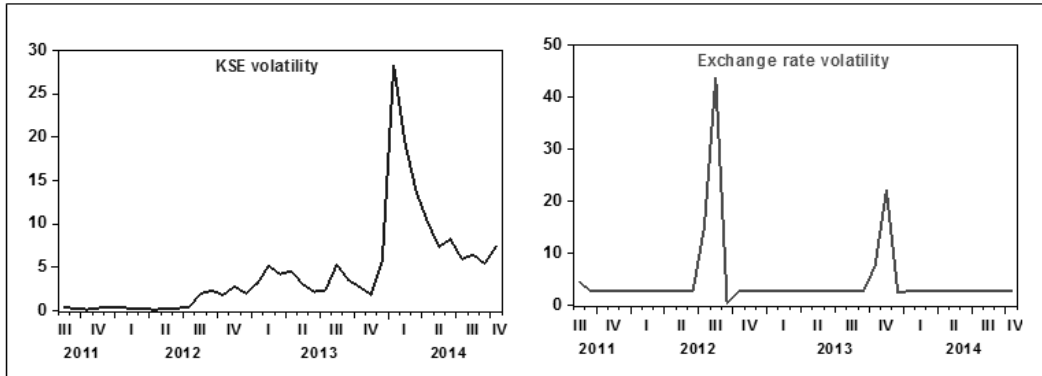 KSE volatility
30
25
20
15
10
5
0
III IV I II III IV I II III IV I II III IV
2011 2012 2013 2014
Exchange rate volatility
50
40
30
20
10
0
III IV I II III IV I II III IV I II III IV
2011 2012 2013 2014